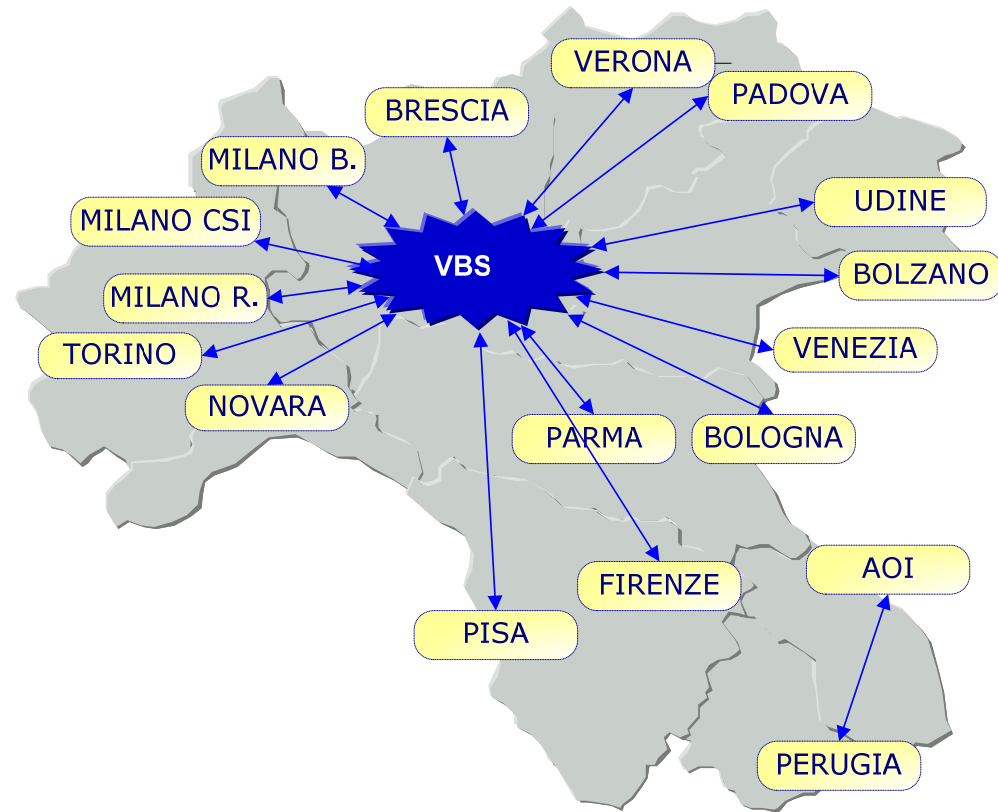 VERONA
PADOVA
BRESCIA
MILANO B.
UDINE
MILANO CSI
VBS
BOLZANO
MILANO R.
TORINO
VENEZIA
NOVARA
PARMA
BOLOGNA
AOI
FIRENZE
PISA
PERUGIA